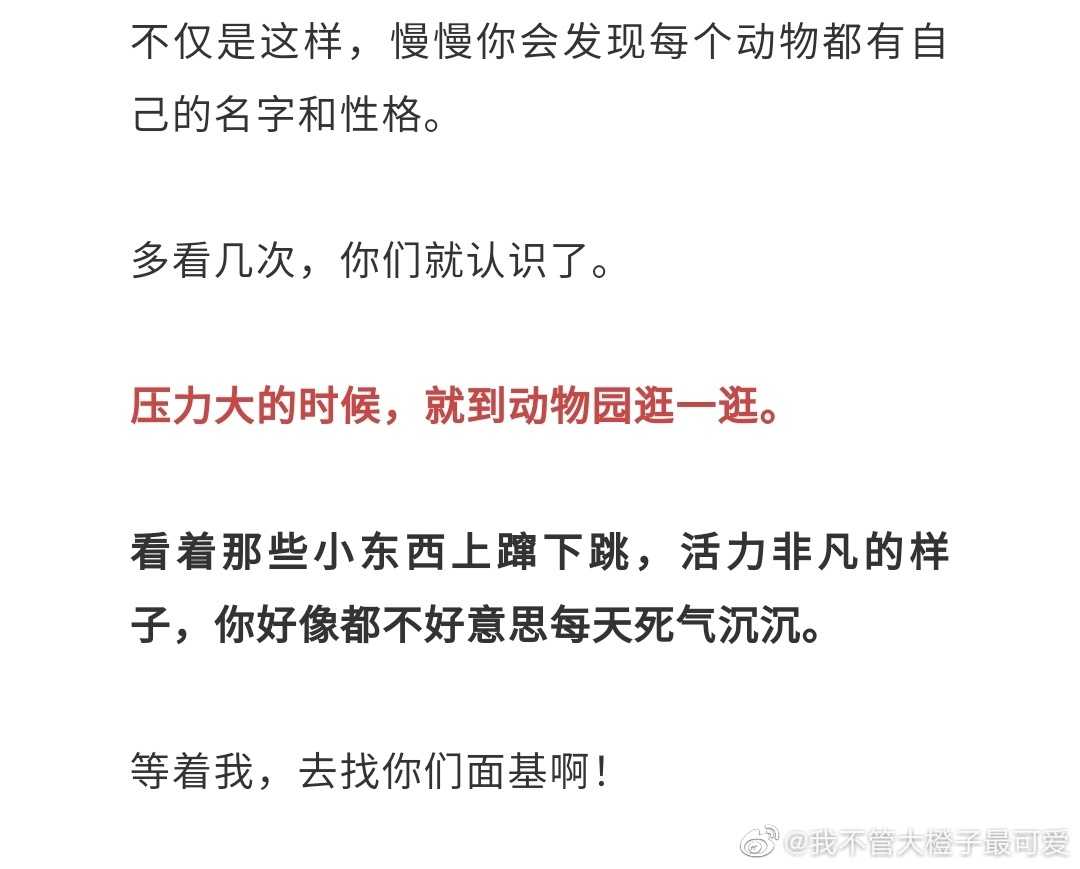 不仅是这样，慢慢你会发现每个动物都有自
己的名字和性格。
多看几次，你们就认识了。
压力大的时候，就到动物园逛一逛。
看着那些小东西上蹿下跳，活力非凡的样
子，你好像都不好意思每天死气沉沉。
等着我，去找你们面基啊！
@我不管大橙子最可爱